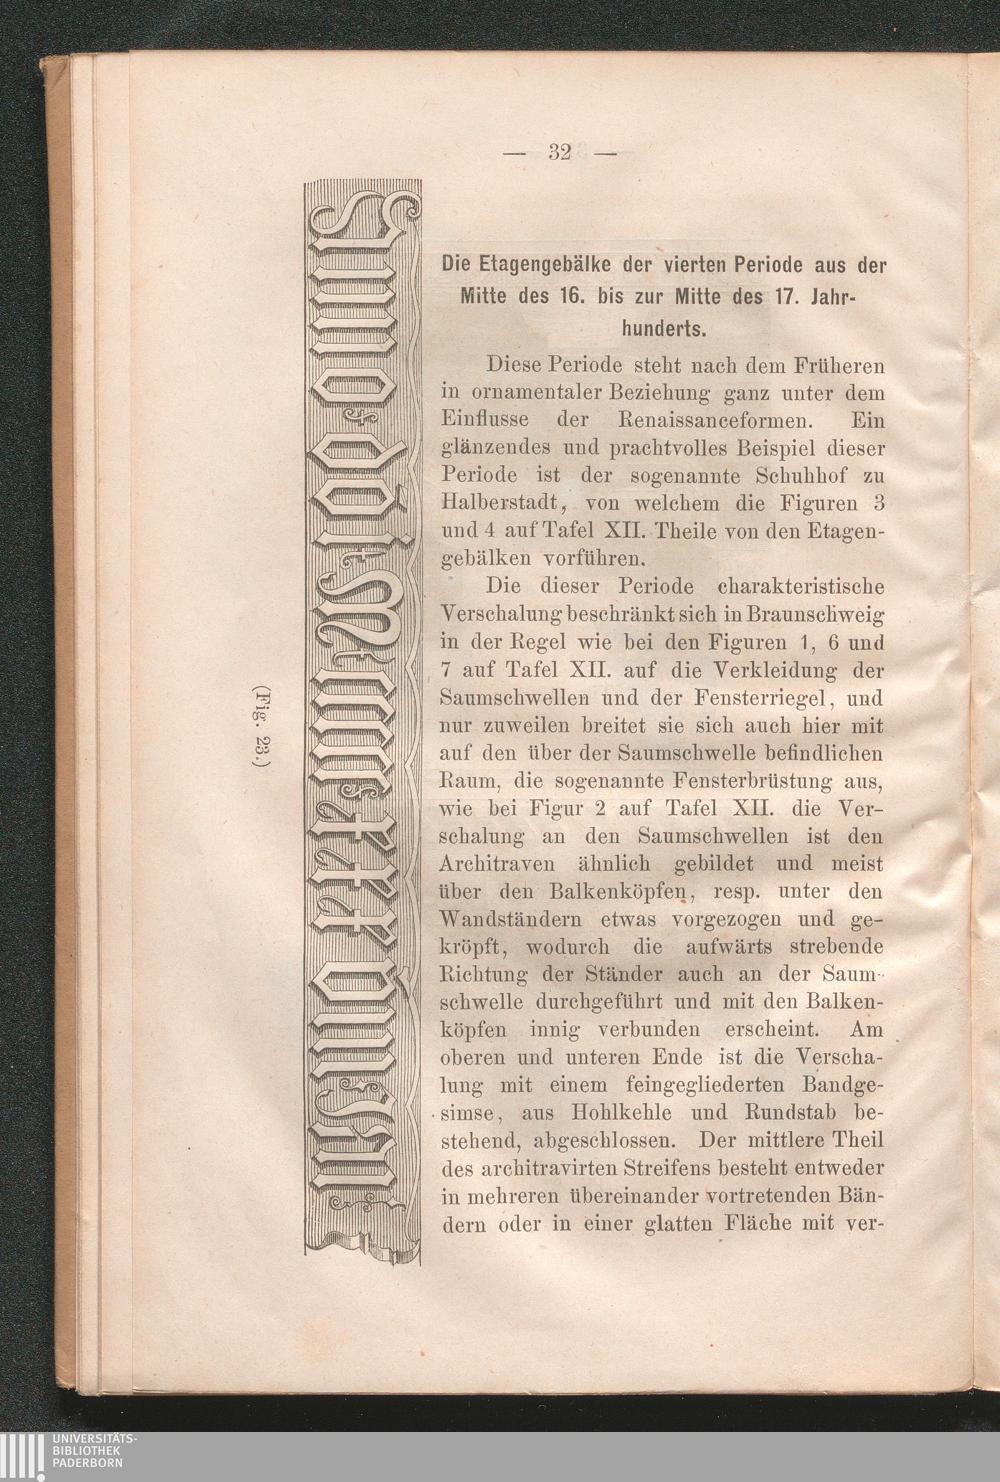 — 32 —
Die Etagengebälke der vierten Periode aus der
Mitte des 16. bis zur Mitte des 17. Jahr-
hunderts.
Diese Periode steht nach dem Früheren
in ornamentaler Beziehung ganz unter dem
Einflusse der Renaissanceformen. Ein
glänzendes und prachtvolles Beispiel dieser
Periode ist der sogenannte Schuhhof zu
Halberstadt, von welchem die Figuren 3
und 4 auf Tafel XII. Theile von den Etagen-
gebälken vorführen.
Die dieser Periode charakteristische
Verschalung beschränkt sich in Braunschweig
in der Regel wie bei den Figuren 1, 6 und
7 auf Tafel XII. auf die Verkleidung der
Saumschwellen und der Fensterriegel, und
nur zuweilen breitet sie sich auch hier mit
auf den über der Saumschwelle befindlichen
Raum, die sogenannte Fensterbrüstung aus,
wie bei Figur 2 auf Tafel XII. die Ver-
schalung an den Saumschwellen ist den
Architraven ähnlich gebildet und meist
über den Balkenköpfen, resp. unter den
Wandständern etwas vorgezogen und ge-
kröpft, wodurch die aufwärts strebende
Richtung der Ständer auch an der Saum-
schwelle durchgeführt und mit den Balken-
köpfen innig verbunden erscheint. Am
oberen und unteren Ende ist die Verscha-
lung mit einem feingegliederten Bandge-
simse, aus Hohlkehle und Rundstab be-
stehend, abgeschlossen. Der mittlere Theil
des architravirten Streifens besteht entweder
in mehreren übereinander vortretenden Bän-
dern oder in einer glatten Fläche mit ver-
(Fig. 23.)
UNIVERSITÄTS-
BIBLIOTHEK
PADERBORN